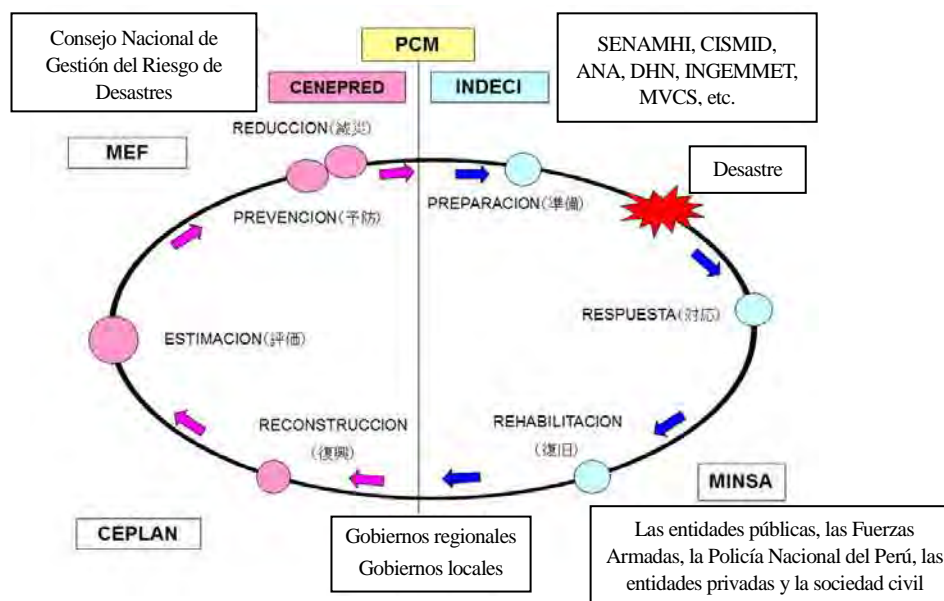 Consejo Nacional de
Gestión del Riesgo de
Desastres
PCM
SENAMHI, CISMID,
ANA, DHN, INGEMMET,
MVCS, etc.
CENEPRED
INDECI
REDUCCION(減災)
MEF
Desastre
PREVENCION(予防)
PREPARACION(準備)
RESPUESTA(対応)
ESTIMACION(評価)
RECONSTRUCCION
(復興)
REHABILITACION
(復旧)
MINSA
CEPLAN
Gobiernos regionales
Gobiernos locales
Las entidades públicas, las Fuerzas
Armadas, la Policía Nacional del Perú, las
entidades privadas y la sociedad civil